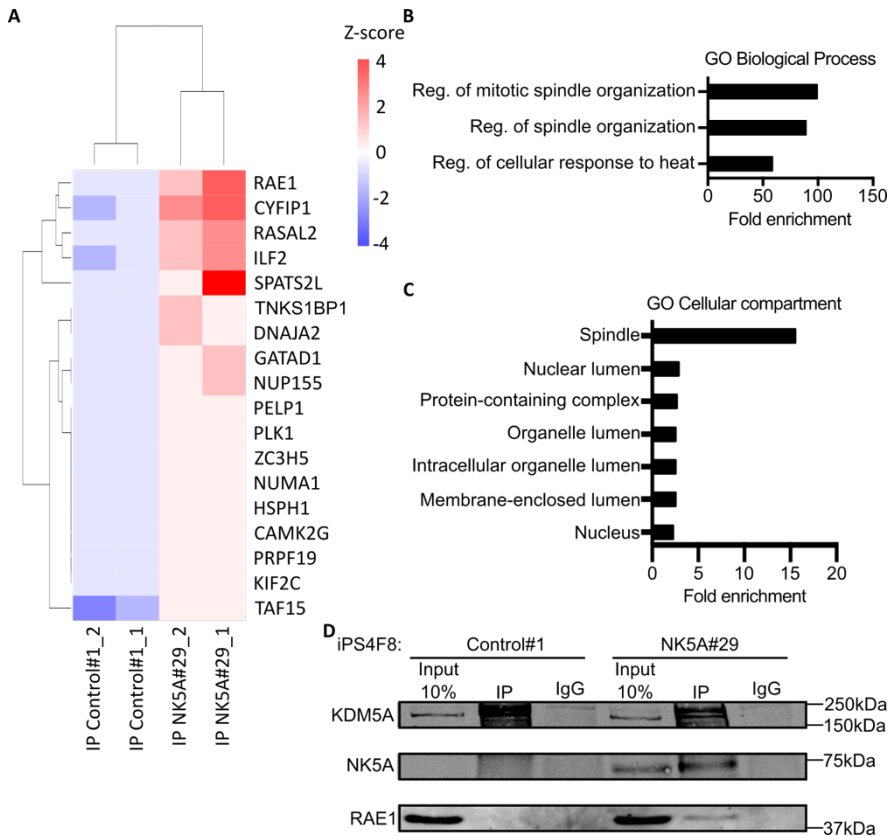 A
Z-score
4
2
0
-2
-4
RAE1
CYFIP1
RASAL2
ILF2
SPATS2L
TNKS1BP1
DNAJA2
GATAD1
NUP155
PELP1
PLK1
ZC3H5
NUMA1
HSPH1
CAMK2G
PRPF19
KIF2C
TAF15
IP Control#1_2
IP Control#1_1
IP NK5A#29_2
IP NK5A#29_1
B
GO Biological Process
Reg. of mitotic spindle organization
Reg. of spindle organization
Reg. of cellular response to heat
0 50 100 150
Fold enrichment
C
GO Cellular compartment
Spindle
Nuclear lumen
Protein-containing complex
Organelle lumen
Intracellular organelle lumen
Membrane-enclosed lumen
Nucleus
0 5 10 15 20
Fold enrichment
D
iPS4F8: Control#1 NK5A#29
Input 10% IP IgG Input 10% IP IgG
KDM5A 250kDa
150kDa
NK5A 75kDa
RAE1 37kDa